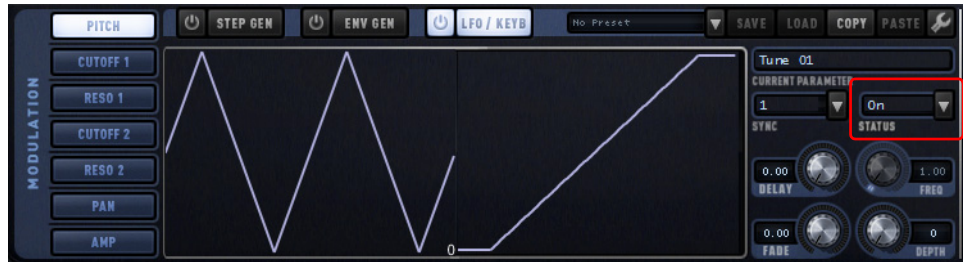 MODULATION
PITCH
CUTOFF 1
RESO 1
CUTOFF 2
RESO 2
PAN
AMP
STEP GEN
ENV GEN
LFO / KEYB
No Preset
SAVE LOAD COPY PASTE
0
Tune 01
CURRENT PARAMETER
1
SYNC
On
STATUS
0.00
DELAY
1.00
FREQ
0.00
FADE
0
DEPTH